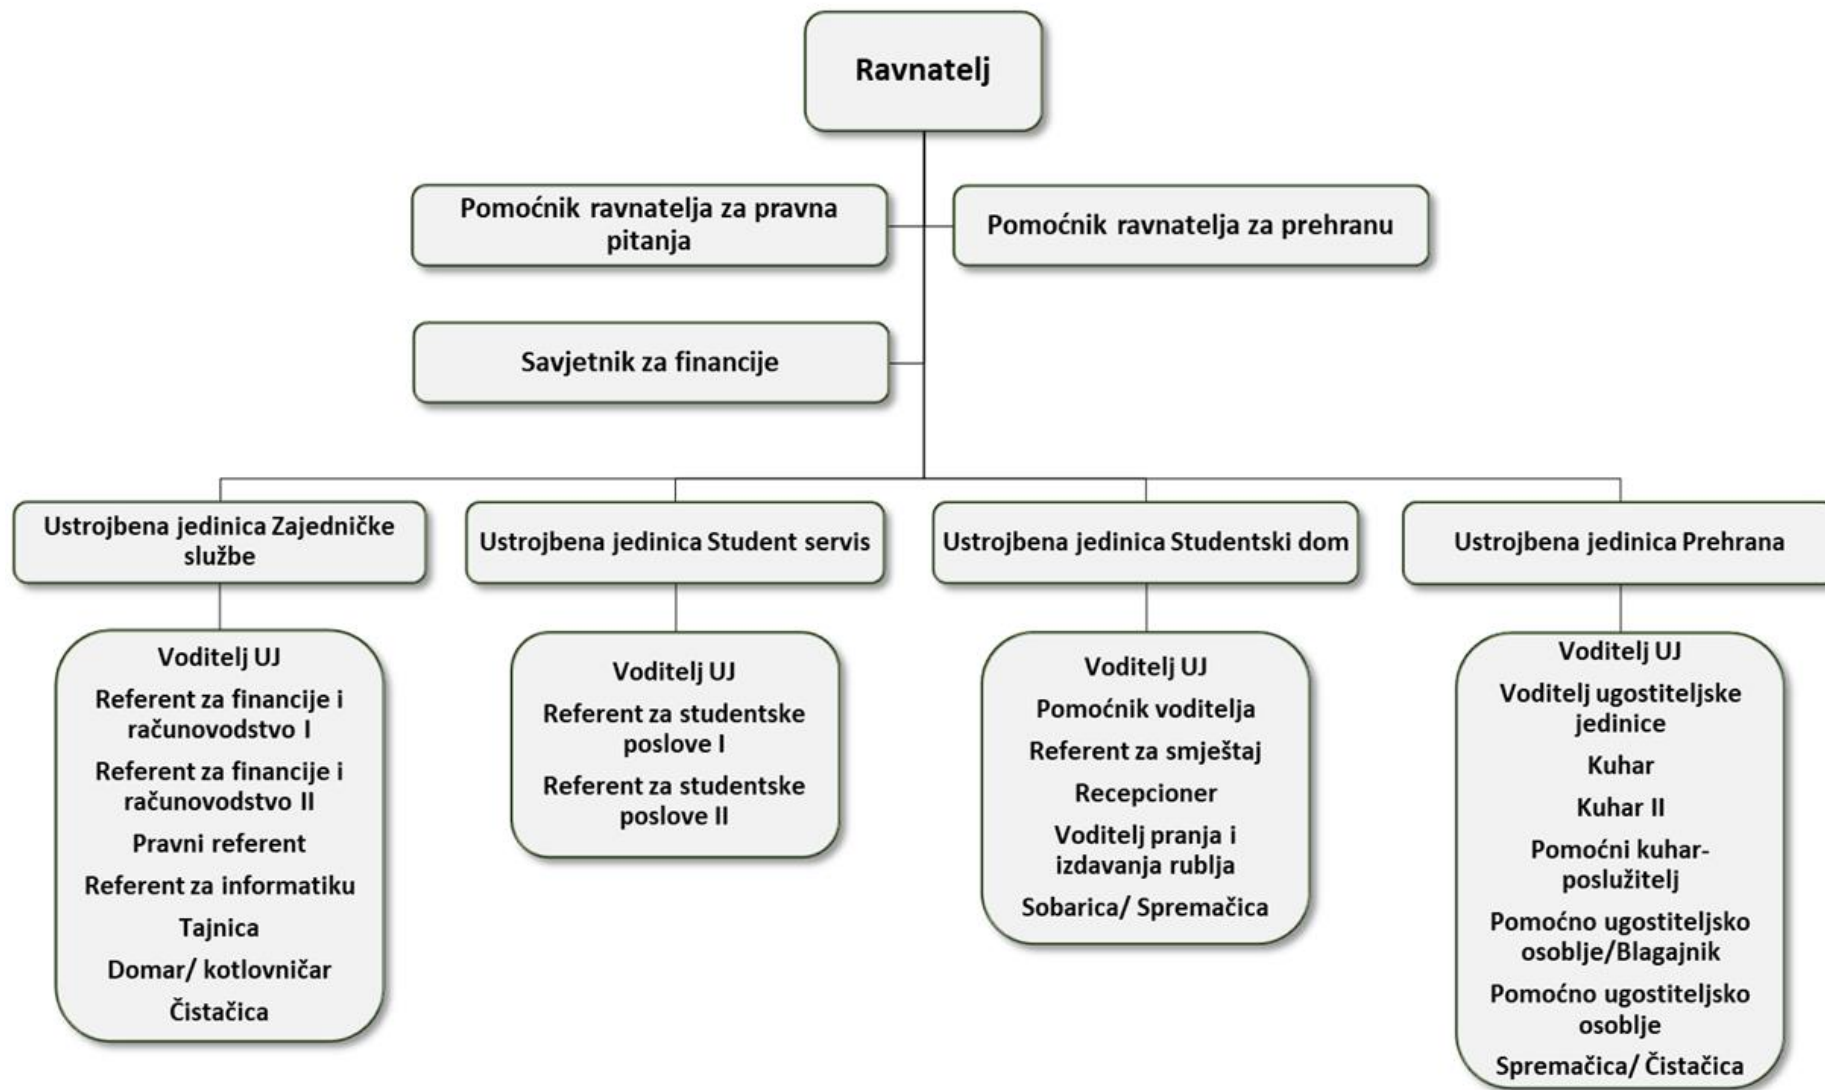 Ravnatelj
Pomoćnik ravnatelja za pravna
pitanja
Pomoćnik ravnatelja za prehranu
Savjetnik za financije
Ustrojbena jedinica Zajedničke
službe
Ustrojbena jedinica Student servis
Ustrojbena jedinica Studentski dom
Ustrojbena jedinica Prehrana
Voditelj UJ
Referent za financije i
računovodstvo I
Referent za financije i
računovodstvo II
Pravni referent
Referent za informatiku
Tajnica
Domar/ kotlovničar
Čistačica
Voditelj UJ
Referent za studentske
poslove I
Referent za studentske
poslove II
Voditelj UJ
Pomoćnik voditelja
Referent za smještaj
Recepcioner
Voditelj pranja i
izdavanja rublja
Sobarica/ Spremačica
Voditelj UJ
Voditelj ugostiteljske
jedinice
Kuhar
Kuhar II
Pomoćni kuhar-
poslužitelj
Pomoćno ugostiteljsko
osoblje/Blagajnik
Pomoćno ugostiteljsko
osoblje
Spremačica/ Čistačica